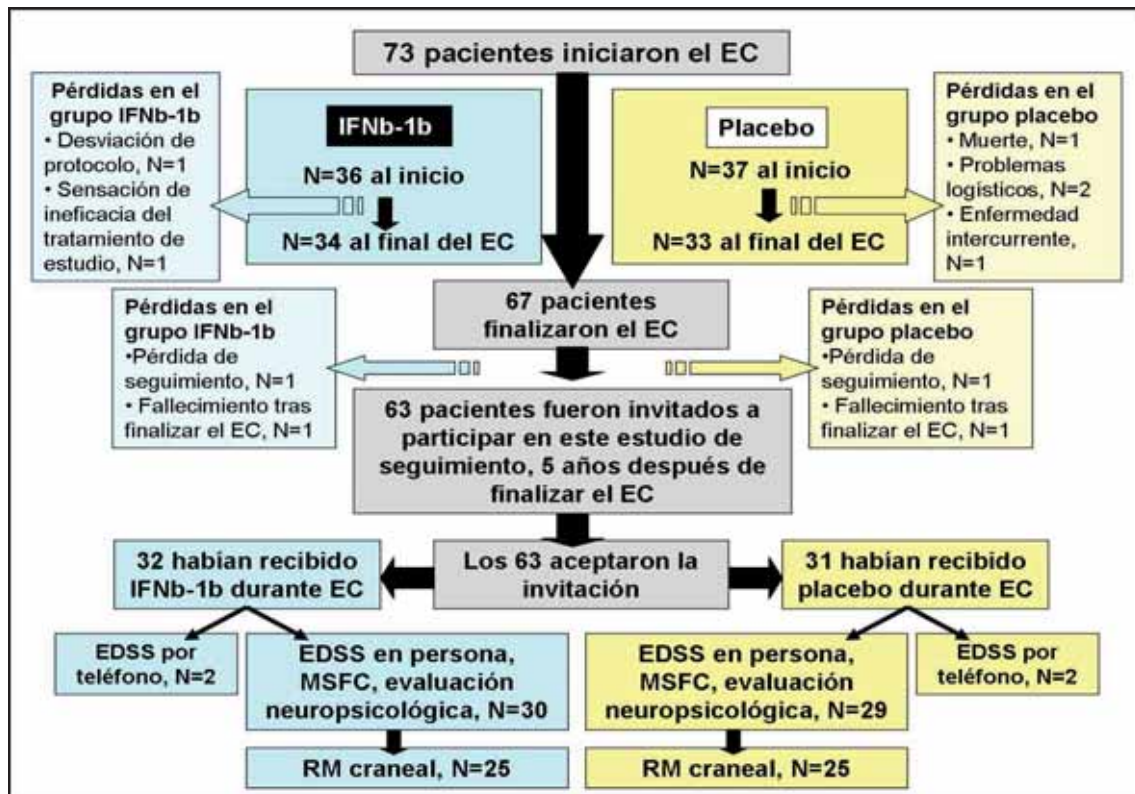 73 pacientes iniciaron el EC
Pérdidas en el
grupo IFNb-1b
• Desviación de
protocolo, N=1
• Sensación de
ineficacia del
tratamiento de
estudio, N=1
IFNb-1b
N=36 al inicio
N=34 al final del EC
Placebo
N=37 al inicio
N=33 al final del EC
Pérdidas en el
grupo placebo
• Muerte, N=1
• Problemas
logísticos, N=2
• Enfermedad
intercurrente,
N=1
67 pacientes
finalizaron el EC
Pérdidas en el
grupo IFNb-1b
•Pérdida de
seguimiento, N=1
• Fallecimiento tras
finalizar el EC, N=1
Pérdidas en el
grupo placebo
•Pérdida de
seguimiento, N=1
• Fallecimiento tras
finalizar el EC, N=1
63 pacientes fueron invitados a
participar en este estudio de
seguimiento, 5 años después de
finalizar el EC
Los 63 aceptaron la
invitación
32 habían recibido
IFNb-1b durante EC
31 habían recibido
placebo durante EC
EDSS por
teléfono, N=2
EDSS en persona,
MSFC, evaluación
neuropsicológica, N=30
EDSS en persona,
MSFC, evaluación
neuropsicológica, N=29
EDSS por
teléfono, N=2
RM craneal, N=25
RM craneal, N=25